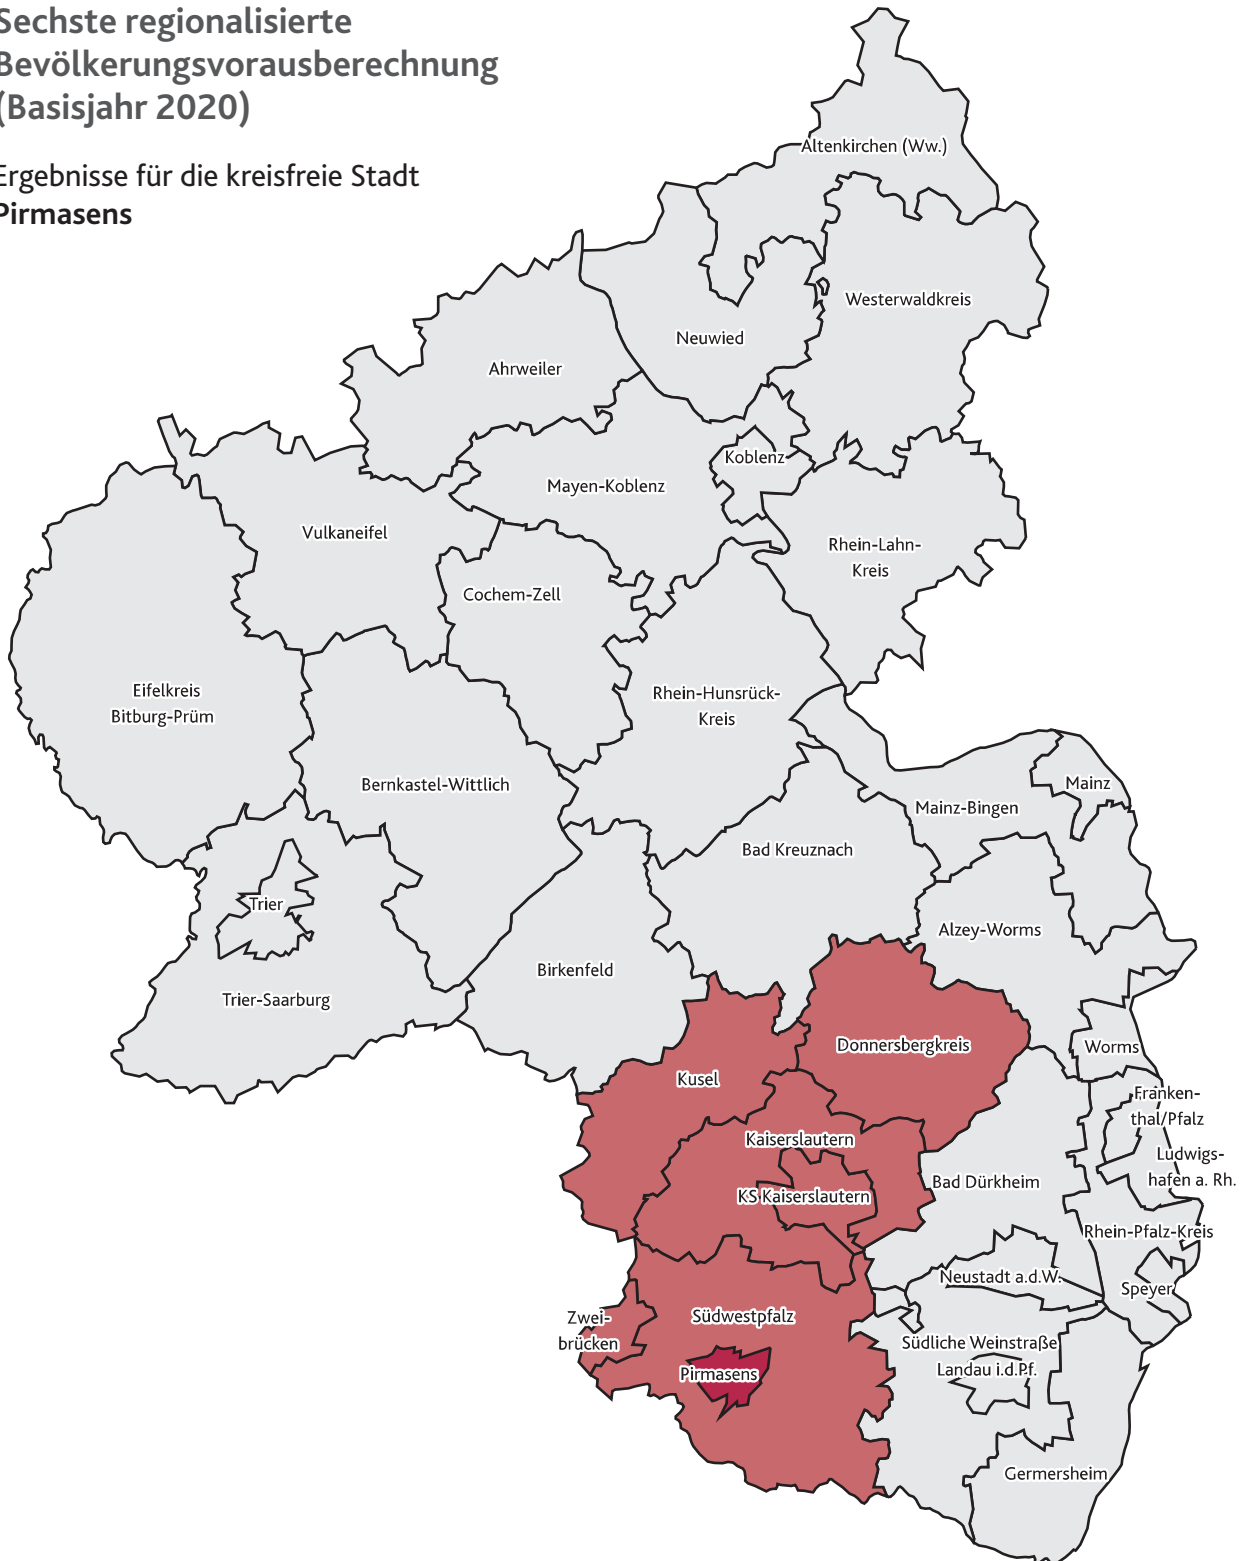 Sechste regionalisierte
Bevölkerungsvorausberechnung
(Basisjahr 2020)
Ergebnisse für die kreisfreie Stadt
Pirmasens
Altenkirchen (Ww.)
Westerwaldkreis
Neuwied
Ahrweiler
Koblenz
Mayen-Koblenz
Vulkaneifel
Rhein-Lahn-
Kreis
Cochem-Zell
Eifelkreis
Bitburg-Prüm
Rhein-Hunsrück-
Kreis
Bernkastel-Wittlich
Mainz
Mainz-Bingen
Bad Kreuznach
Trier
Alzey-Worms
Birkenfeld
Trier-Saarburg
Donnersbergkreis
Worms
Kusel
Franken-
thal/Pfalz
Kaiserslautern
Ludwigs-
hafen a. Rh.
Bad Dürkheim
KS Kaiserslautern
Rhein-Pfalz-Kreis
Neustadt a.d.W.
Speyer
Zwei-
brücken
Südwestpfalz
Südliche Weinstraße
Landau i.d.Pf.
Pirmasens
Germersheim